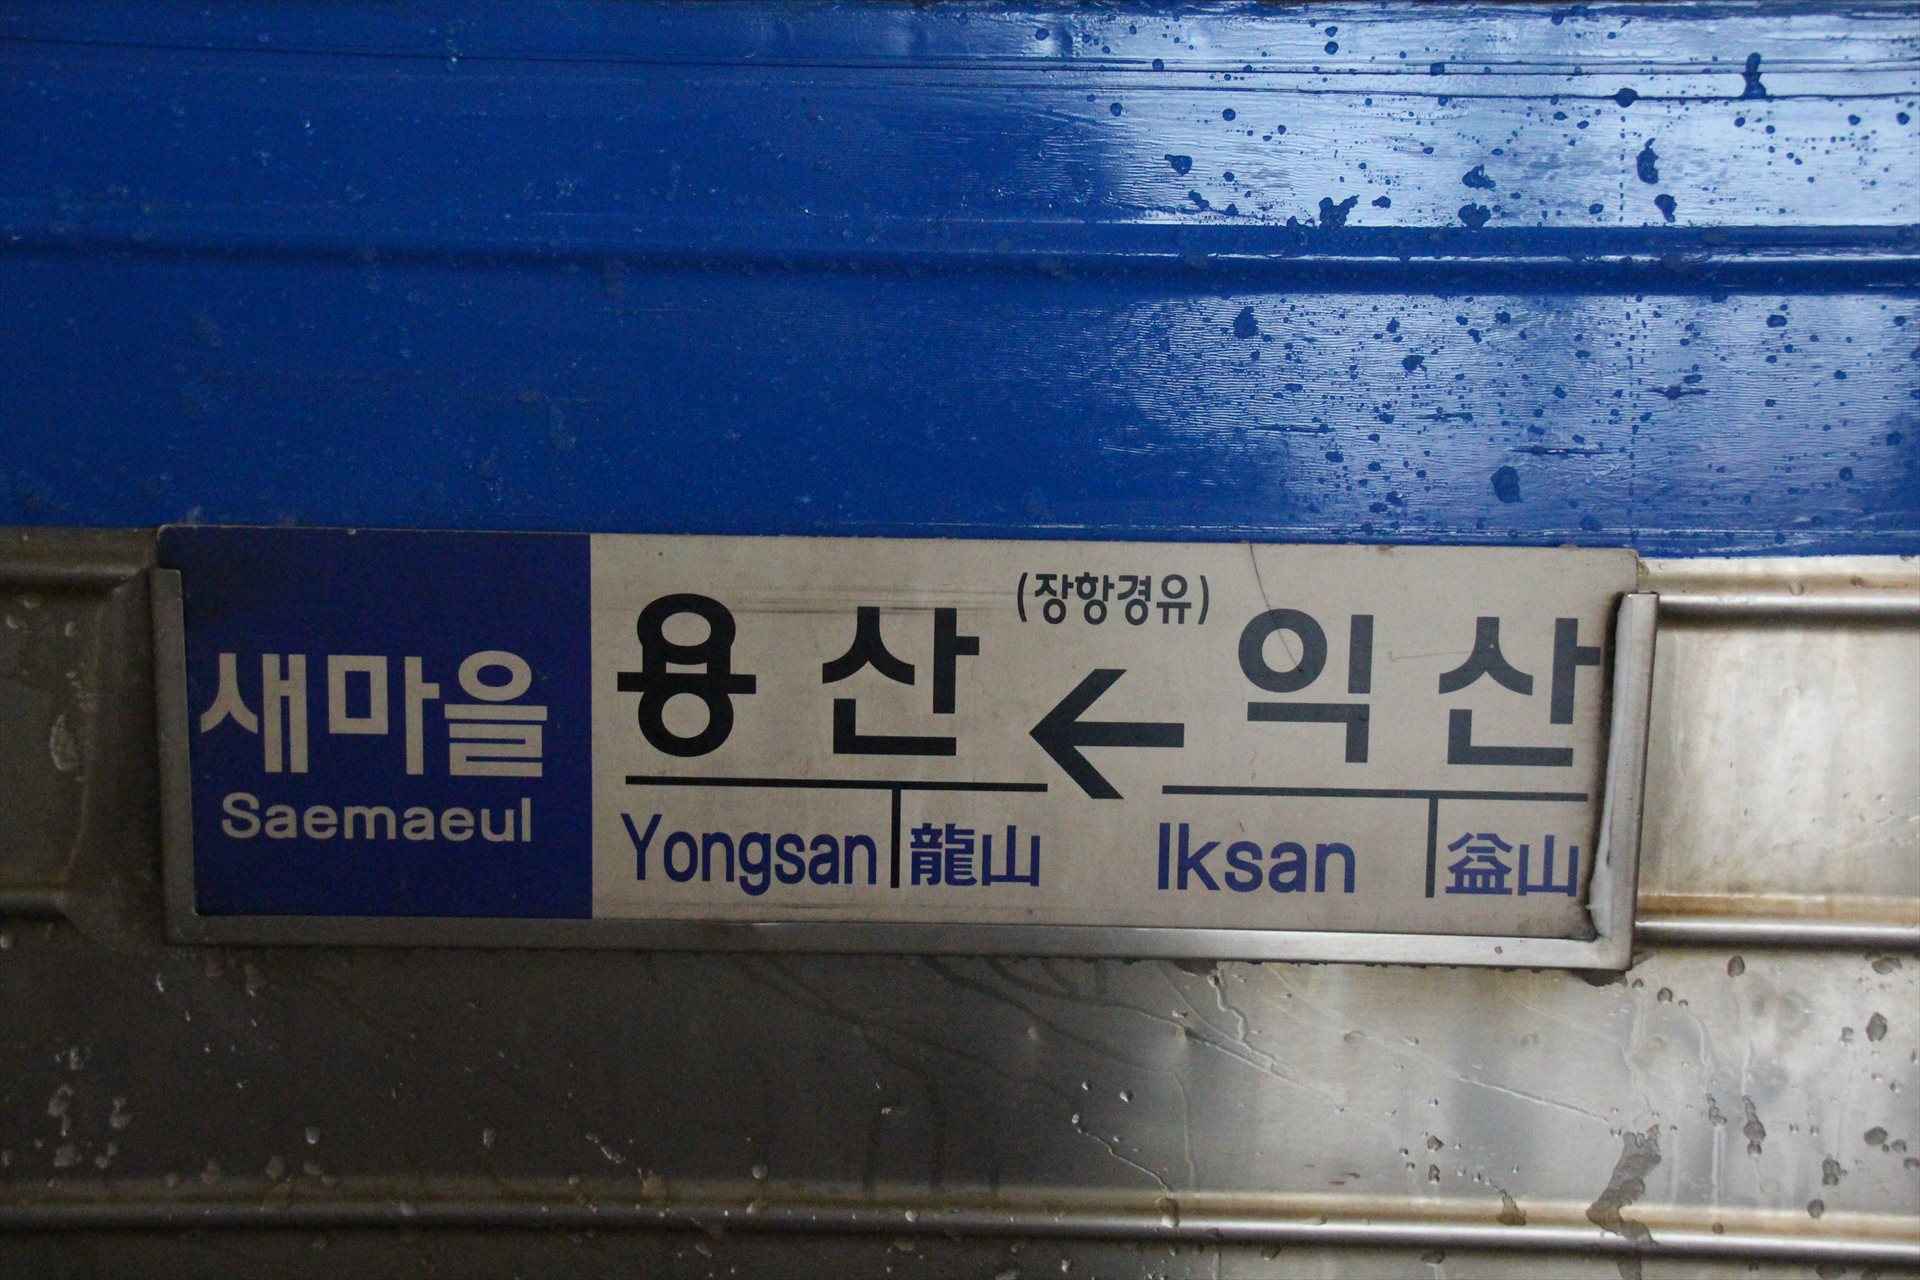 새마을
Saemaeul
용산 ← 익산
(장항경유)
Yongsan 龍山
Iksan 益山